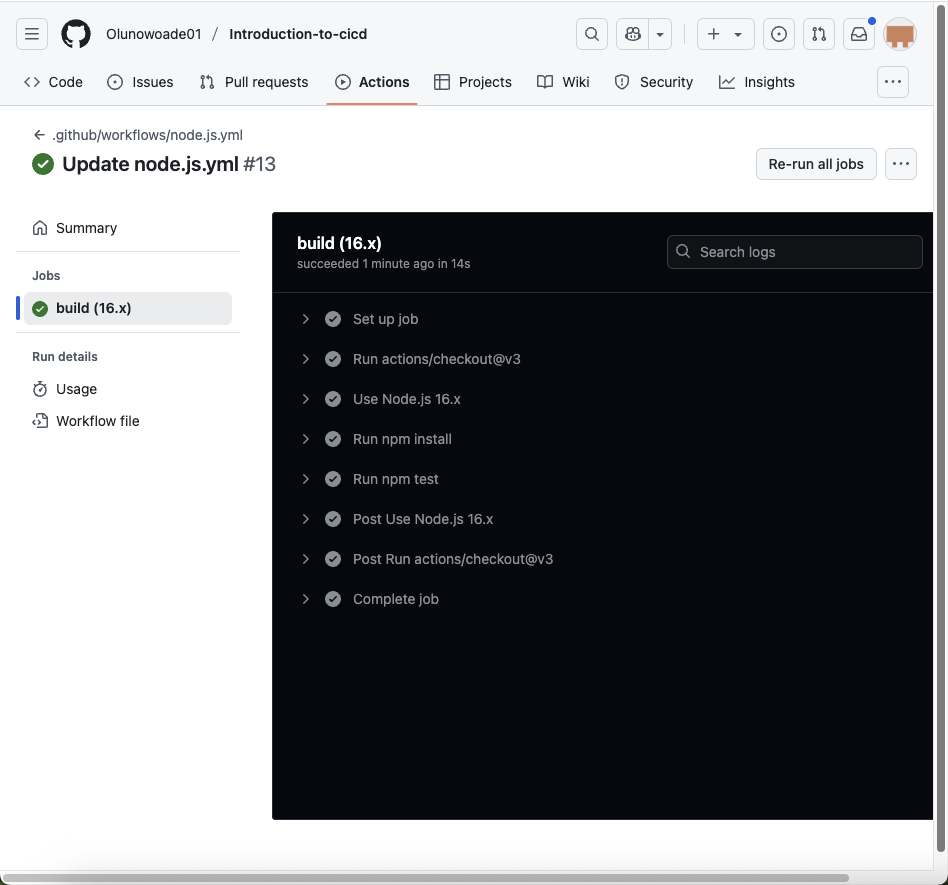 Olunowoade01 / Introduction-to-cicd
Code Issues Pull requests Actions Projects Wiki Security Insights
.github/workflows/node.js.yml
Update node.js.yml #13
Re-run all jobs
Summary
Jobs
build (16.x)
Run details
Usage
Workflow file
build (16.x)
succeeded 1 minute ago in 14s
Search logs
Set up job
Run actions/checkout@v3
Use Node.js 16.x
Run npm install
Run npm test
Post Use Node.js 16.x
Post Run actions/checkout@v3
Complete job